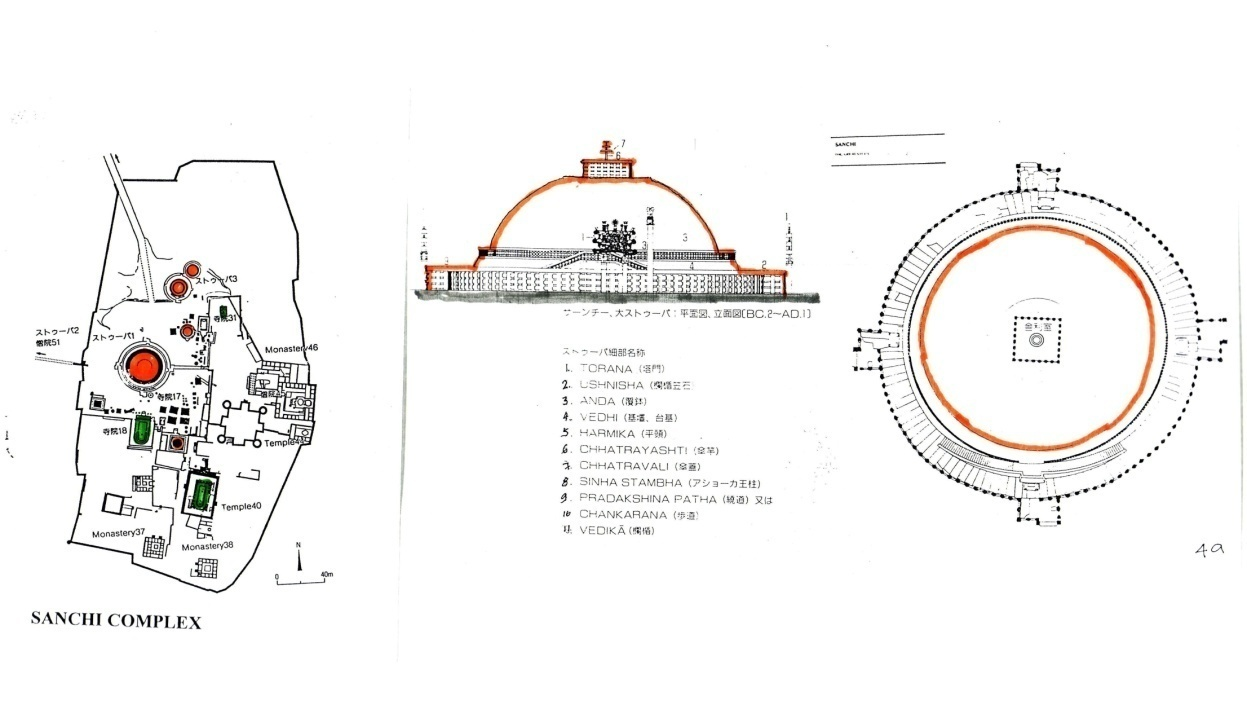 ストゥーパ3
寺院31
ストゥーパ2
僧院51
ストゥーパ1
Monastery46
寺院17
寺院18
Temple40
Monastery37
Monastery38
N
0 40m
SANCHI COMPLEX
7
6
1
3
4
2
サーンチー、大ストゥーパ:平面図、立面図[BC.2〜AD.1]
ストゥーパ細部名称
1. TORANA(塔門)
2. USHNISHA(欄楯笠石)
3. ANDA(覆鉢)
4. VEDHI(基壇、台基)
5. HARMIKA(平頭)
6. CHHATRAYASHTI(傘竿)
7. CHHATRAVALI(傘蓋)
8. SINHA STAMBHA(アショーカ王柱)
9. PRADAKSHINA PATHA(繞道)又は
10 CHANKARANA(歩道)
11. VEDIKĀ(欄楯)
SANCHI
舎利室
49